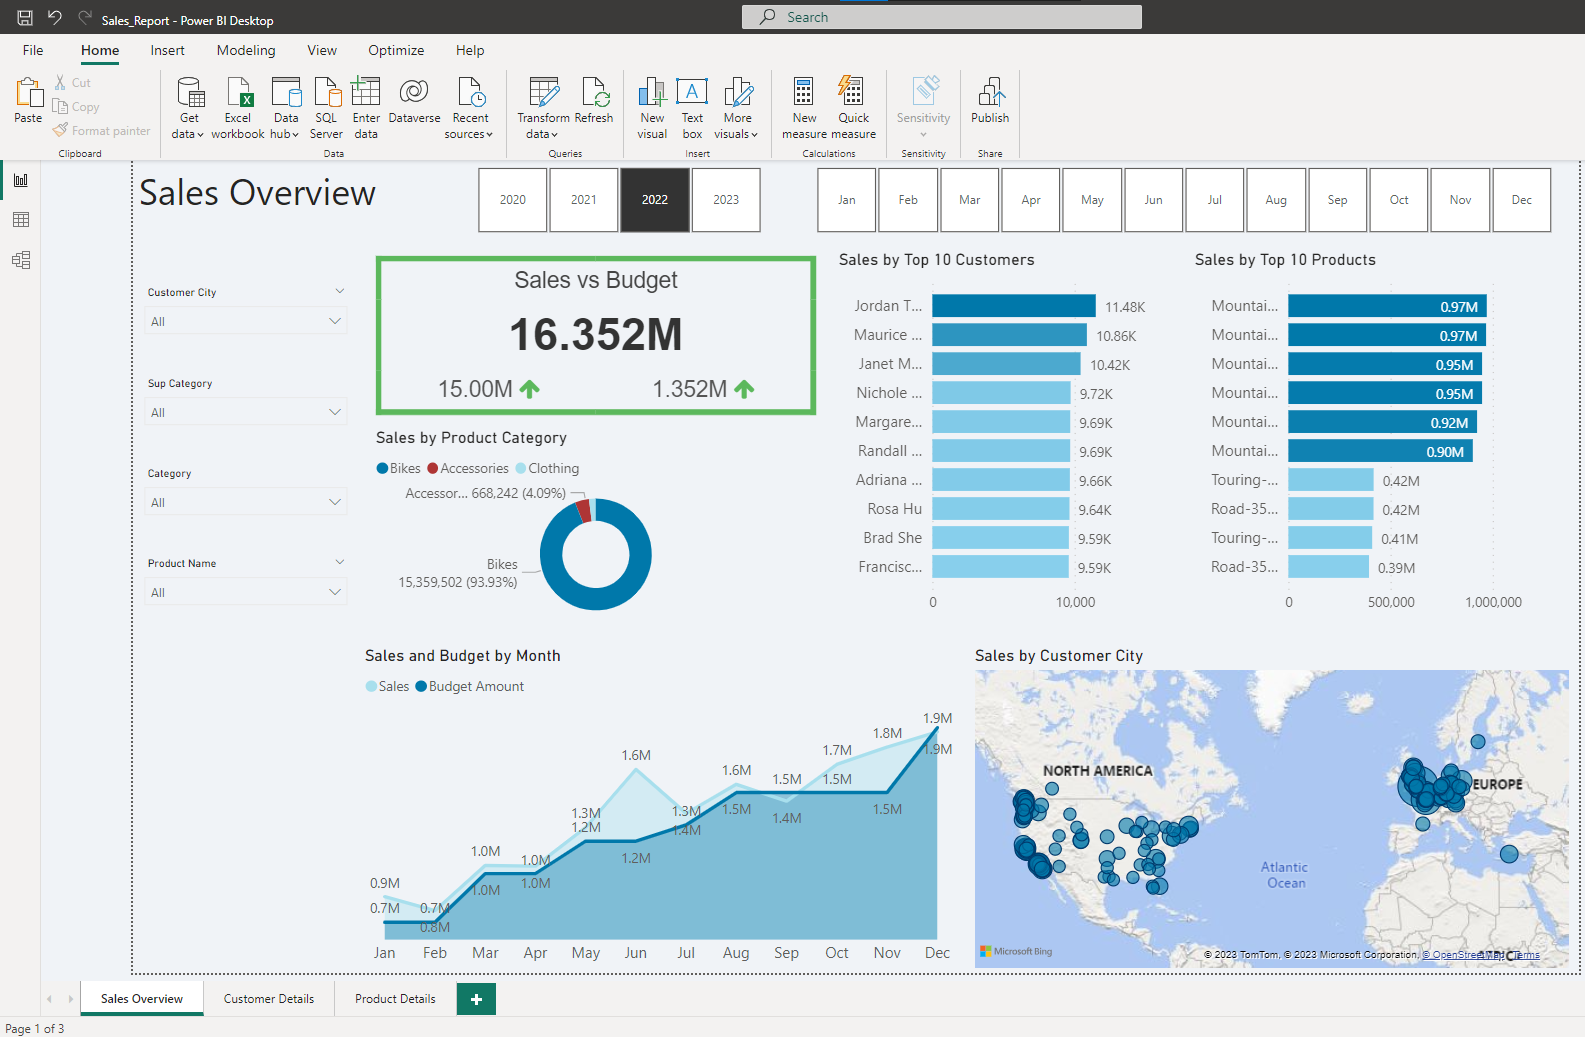 Sales_Report - Power BI Desktop
Search
File Home Insert Modeling View Optimize Help
Paste
Cut
Copy
Format painter
Clipboard
Get data
Excel workbook
Data hub
SQL Server
Enter data
Dataverse
Recent sources
Data
Transform data
Refresh
Queries
New visual
Text box
More visuals
Insert
New measure
Quick measure
Calculations
Sensitivity
Sensitivity
Publish
Share
Sales Overview
2020 2021 2022 2023
Jan Feb Mar Apr May Jun Jul Aug Sep Oct Nov Dec
Customer City
All
Sup Category
All
Category
All
Product Name
All
Sales vs Budget
16.352M
15.00M 1.352M
Sales by Product Category
Bikes Accessories Clothing
Accessor... 668,242 (4.09%)
Bikes
15,359,502 (93.93%)
Sales by Top 10 Customers
Jordan T... 11.48K
Maurice ... 10.86K
Janet M... 10.42K
Nichole ... 9.72K
Margare... 9.69K
Randall ... 9.69K
Adriana ... 9.66K
Rosa Hu 9.64K
Brad She 9.59K
Francisc... 9.59K
0 10,000
Sales by Top 10 Products
Mountai... 0.97M
Mountai... 0.97M
Mountai... 0.95M
Mountai... 0.95M
Mountai... 0.92M
Mountai... 0.90M
Touring-... 0.42M
Road-35... 0.42M
Touring-... 0.41M
Road-35... 0.39M
0 500,000 1,000,000
Sales and Budget by Month
Sales Budget Amount
0.9M 0.7M 1.0M 1.0M 1.3M 1.6M 1.3M 1.6M 1.5M 1.7M 1.8M 1.9M
0.7M 0.8M 1.0M 1.0M 1.2M 1.2M 1.4M 1.5M 1.4M 1.5M 1.5M 1.9M
Jan Feb Mar Apr May Jun Jul Aug Sep Oct Nov Dec
Sales by Customer City
NORTH AMERICA
EUROPE
Atlantic
Ocean
Microsoft Bing
© 2023 TomTom, © 2023 Microsoft Corporation, © OpenStreetMap Terms
Sales Overview Customer Details Product Details +
Page 1 of 3